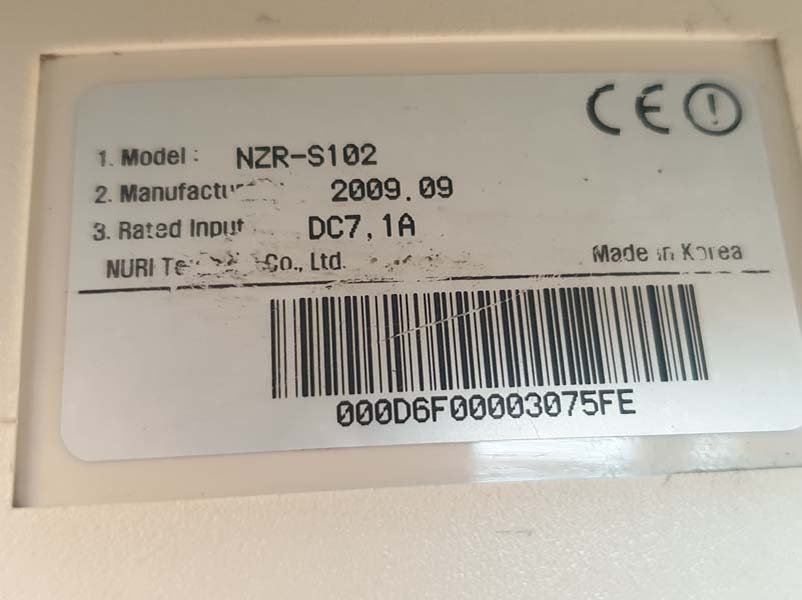 CE
1. Model : NZR-S102
2. 2009.09
3. Rated Input DC7,1A
NURI Co., Ltd. Made in Korea
000D6F00003075FE